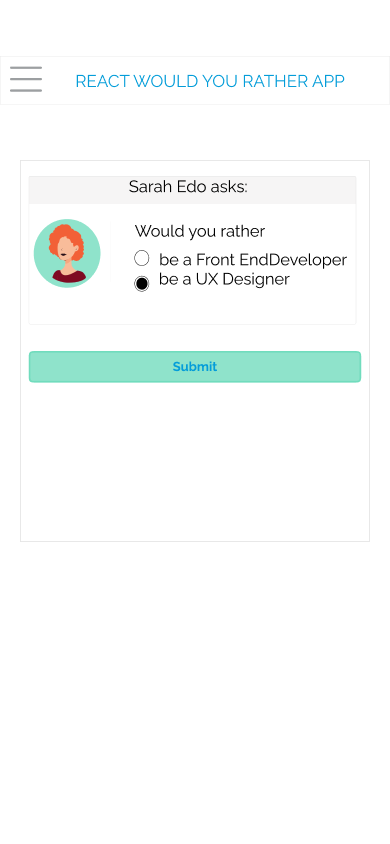 REACT WOULD YOU RATHER APP
Sarah Edo asks:
Would you rather
be a Front EndDeveloper
be a UX Designer
Submit